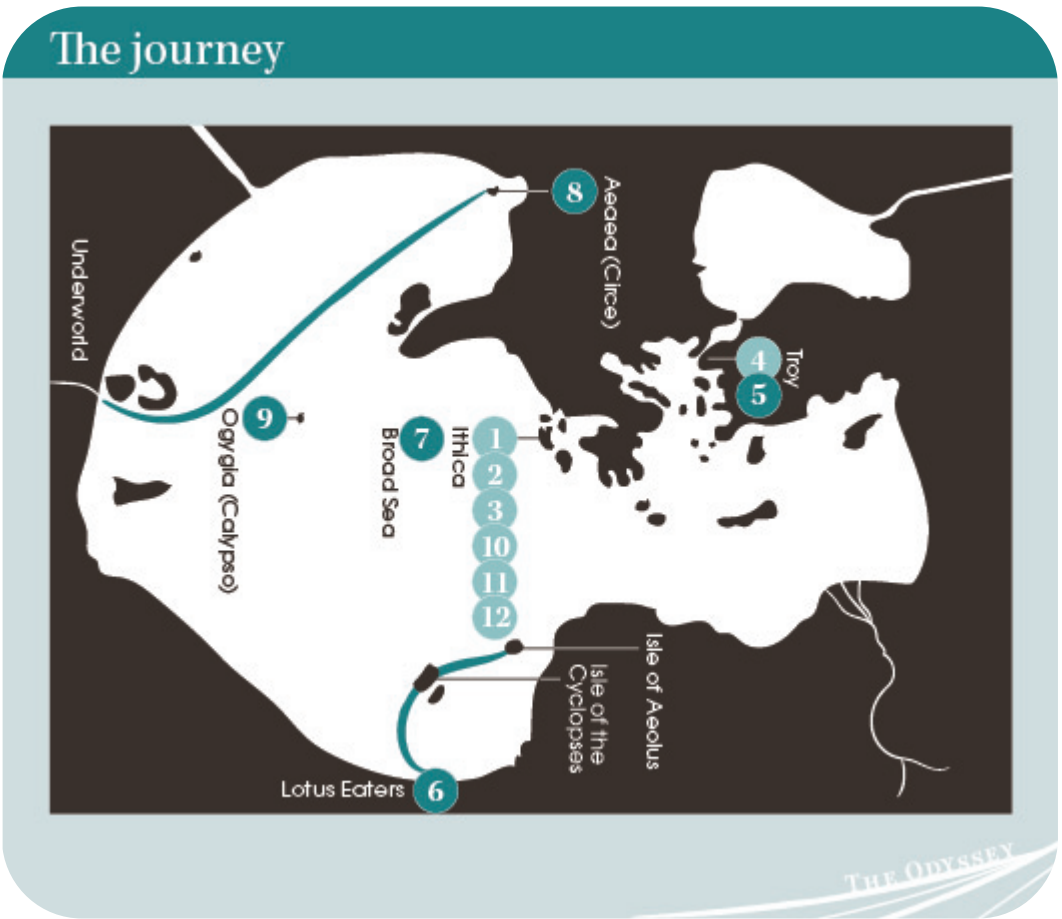 The journey
8
Aeaea (Circe)
Underworld
4
Troy
5
9
Ogygia (Calypso)
7
Broad Sea
Ithica
1
2
3
10
11
12
Isle of Aeolus
Isle of the
Cyclopses
Lotus Eaters
6
THE ODYSSEY